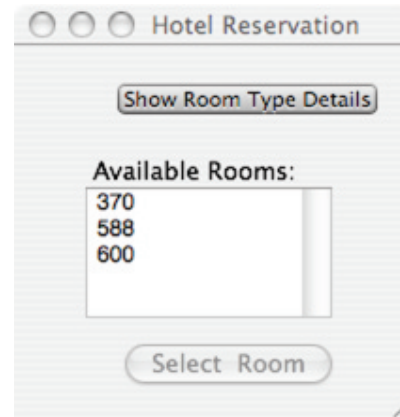 Hotel Reservation
Show Room Type Details
Available Rooms:
370
588
600
Select Room